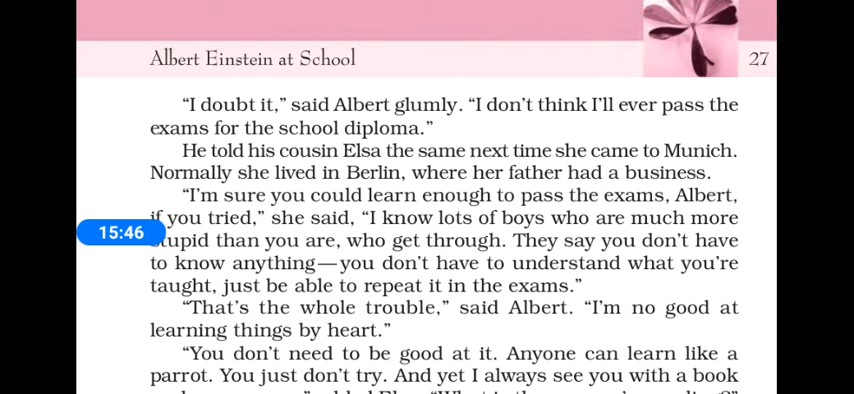 Albert Einstein at School 27
“I doubt it,” said Albert glumly. “I don’t think I’ll ever pass the
exams for the school diploma.”
He told his cousin Elsa the same next time she came to Munich.
Normally she lived in Berlin, where her father had a business.
“I’m sure you could learn enough to pass the exams, Albert,
if you tried,” she said, “I know lots of boys who are much more
15:46
stupid than you are, who get through. They say you don’t have
to know anything—you don’t have to understand what you’re
taught, just be able to repeat it in the exams.”
“That’s the whole trouble,” said Albert. “I’m no good at
learning things by heart.”
“You don’t need to be good at it. Anyone can learn like a
parrot. You just don’t try. And yet I always see you with a book